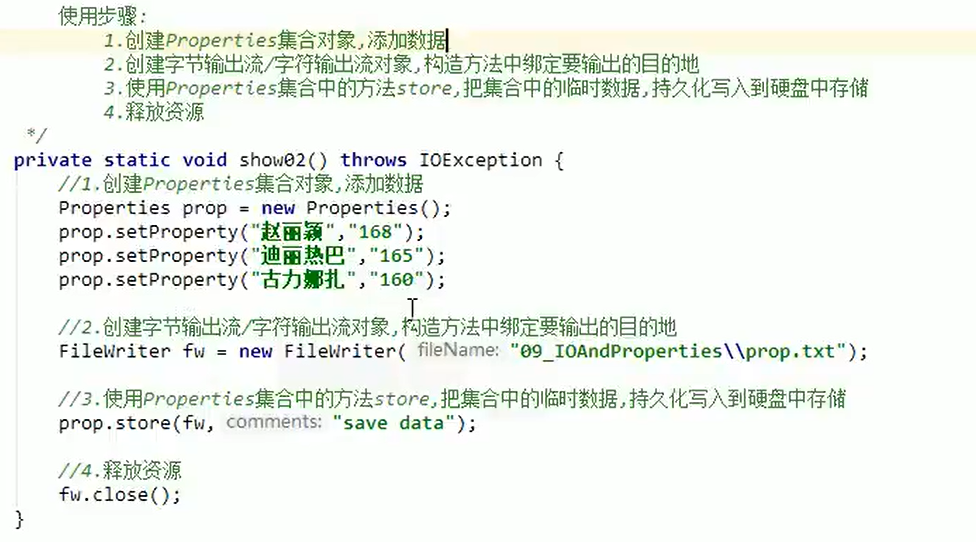 使用步骤:
1.创建Properties集合对象,添加数据
2.创建字节输出流/字符输出流对象,构造方法中绑定要输出的目的地
3.使用Properties集合中的方法store,把集合中的临时数据,持久化写入到硬盘中存储
4.释放资源
*/
private static void show02() throws IOException {
//1.创建Properties集合对象,添加数据
Properties prop = new Properties();
prop.setProperty("赵丽颖","168");
prop.setProperty("迪丽热巴","165");
prop.setProperty("古力娜扎","160");
//2.创建字节输出流/字符输出流对象,构造方法中绑定要输出的目的地
FileWriter fw = new FileWriter( fileName: "09_IOAndProperties\\prop.txt");
//3.使用Properties集合中的方法store,把集合中的临时数据,持久化写入到硬盘中存储
prop.store(fw, comments: "save data");
//4.释放资源
fw.close();
}